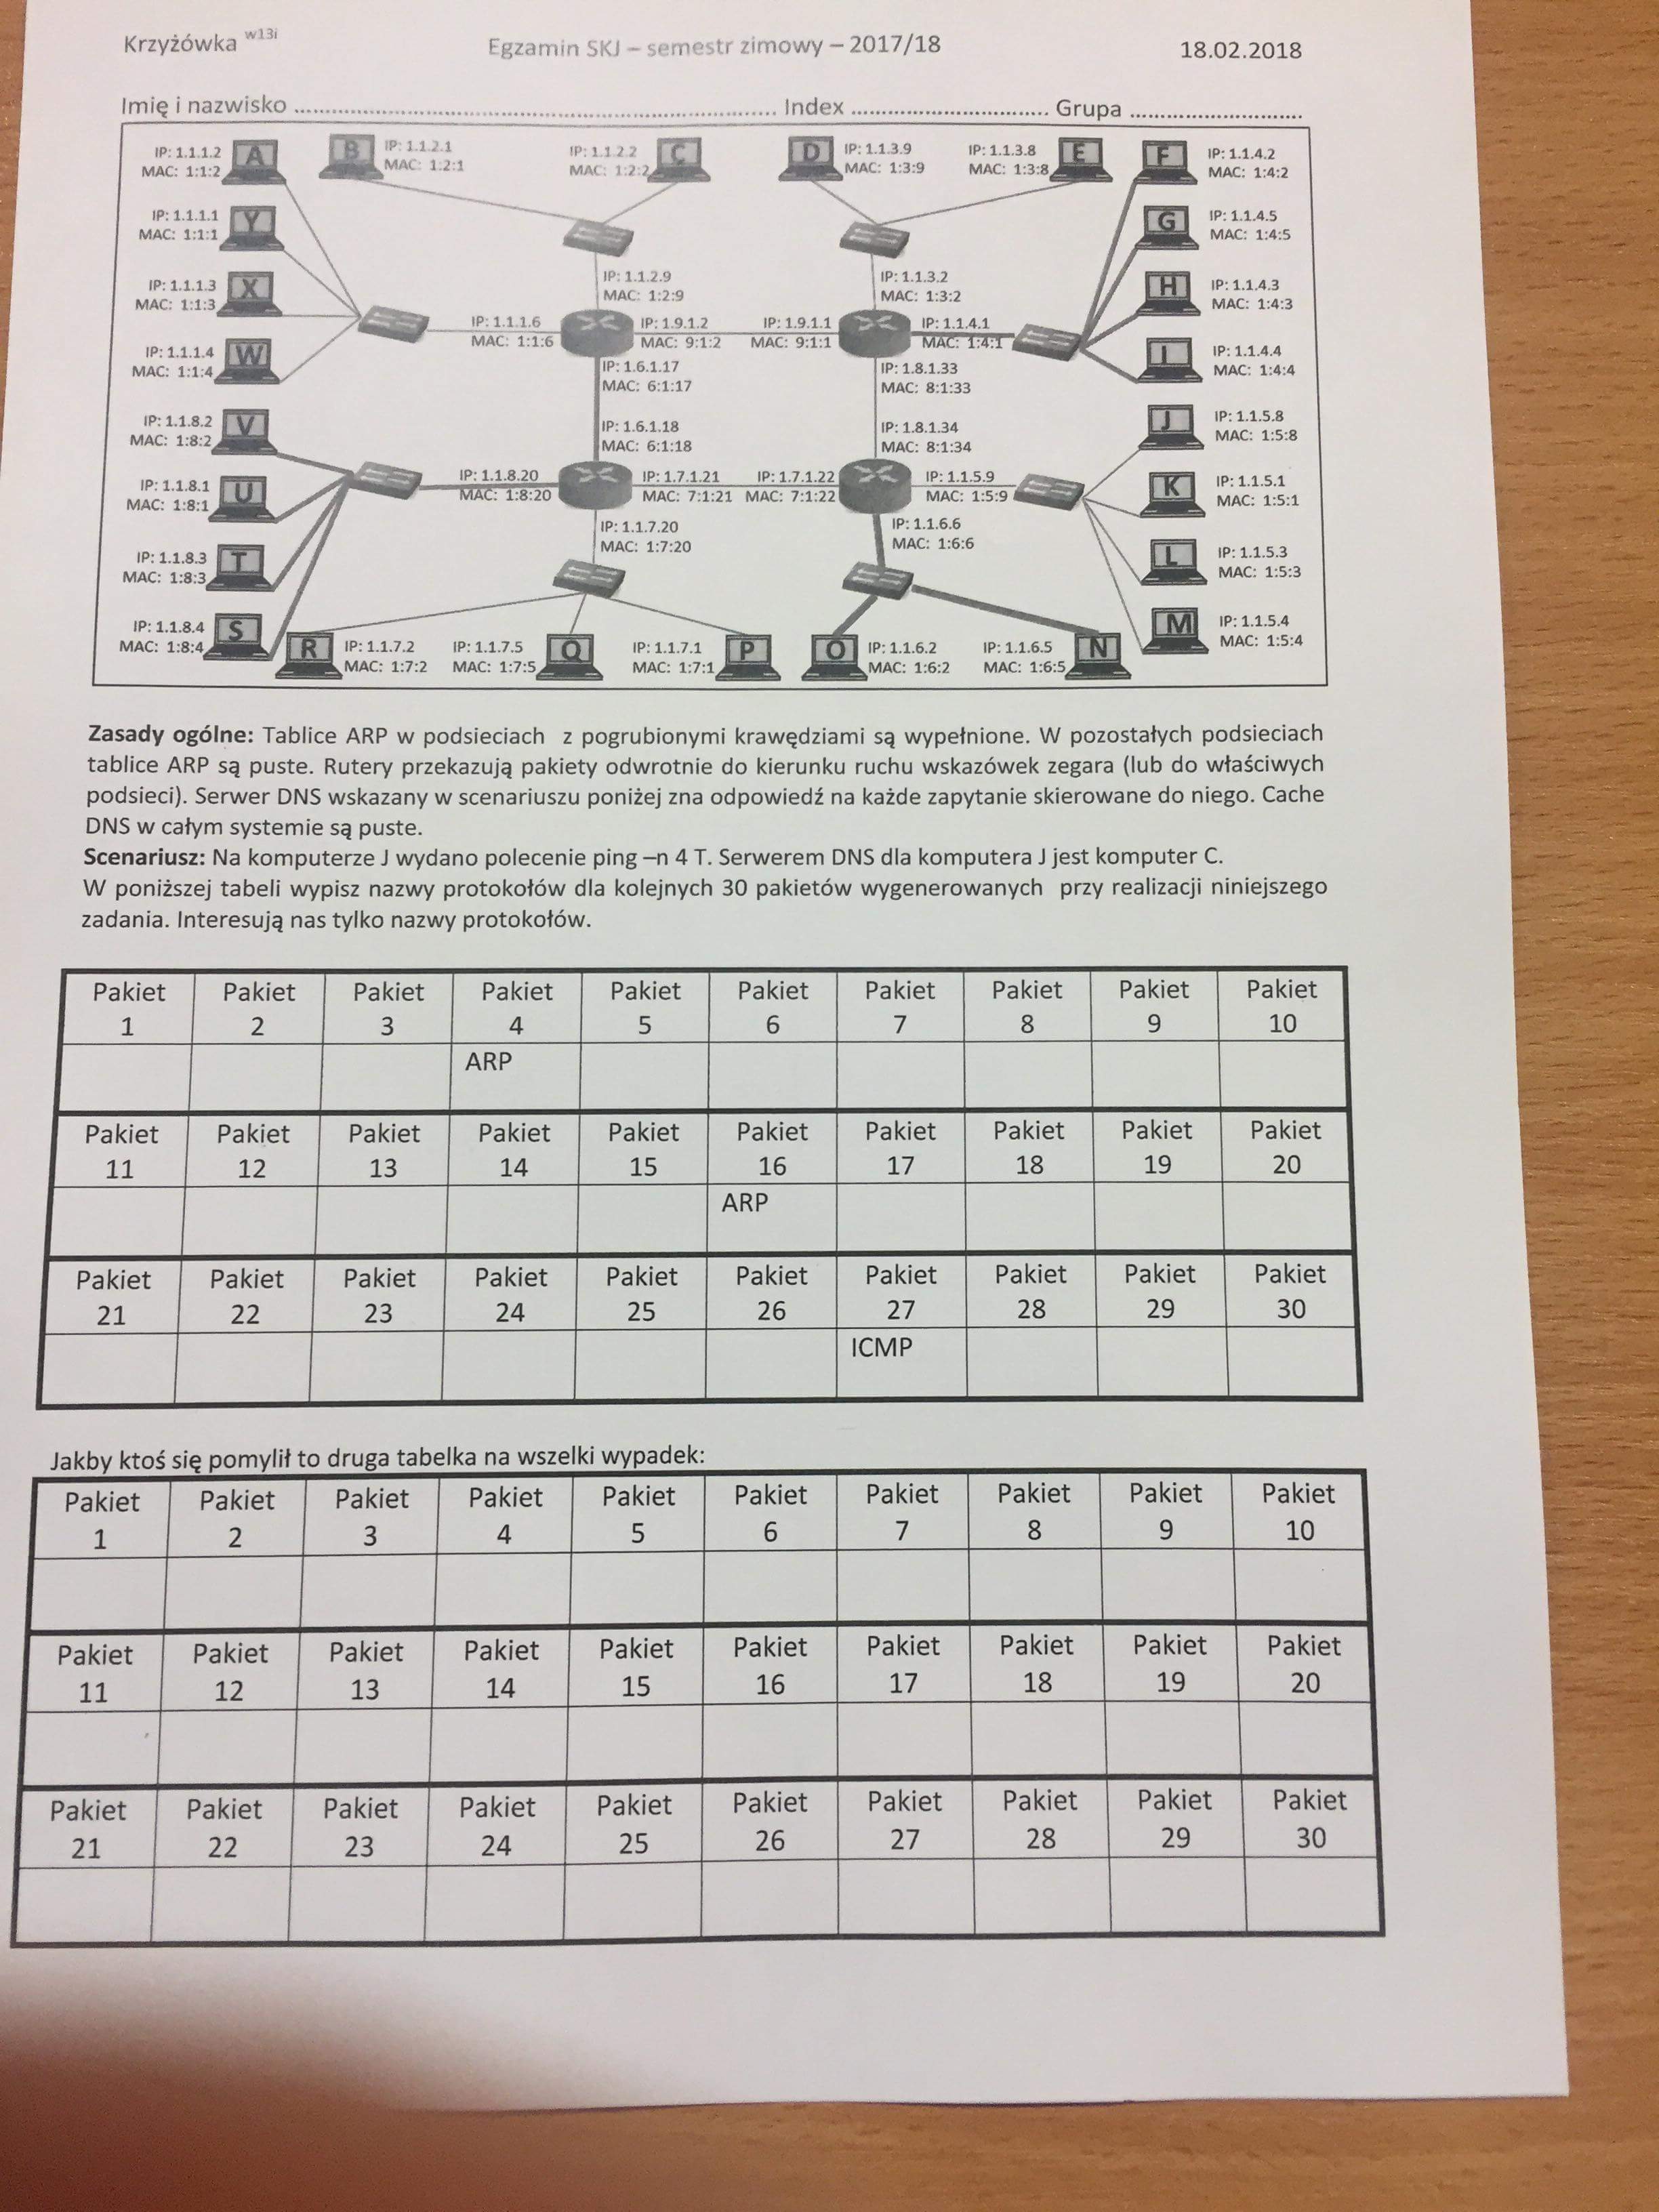 Krzyżówka w13i Egzamin SKJ – semestr zimowy – 2017/18 18.02.2018
Imię i nazwisko ................................................................................ Index ................................. Grupa .............................
IP: 1.1.1.2 A B IP: 1.1.2.1 IP: 1.1.2.2 C D IP: 1.1.3.9 IP: 1.1.3.8 E F IP: 1.1.4.2
MAC: 1:1:2 MAC: 1:2:1 MAC: 1:2:2 MAC: 1:3:9 MAC: 1:3:8 MAC: 1:4:2
IP: 1.1.1.1 Y G IP: 1.1.4.5
MAC: 1:1:1 MAC: 1:4:5
IP: 1.1.1.3 X IP: 1.1.2.9 IP: 1.1.3.2 H IP: 1.1.4.3
MAC: 1:1:3 MAC: 1:2:9 MAC: 1:3:2 MAC: 1:4:3
IP: 1.1.1.6 IP: 1.9.1.2 IP: 1.9.1.1 IP: 1.1.4.1
MAC: 1:1:6 MAC: 9:1:2 MAC: 9:1:1 MAC: 1:4:1
IP: 1.1.1.4 W IP: 1.6.1.17 IP: 1.8.1.33 I IP: 1.1.4.4
MAC: 1:1:4 MAC: 6:1:17 MAC: 8:1:33 MAC: 1:4:4
IP: 1.1.8.2 V IP: 1.6.1.18 IP: 1.8.1.34 J IP: 1.1.5.8
MAC: 1:8:2 MAC: 6:1:18 MAC: 8:1:34 MAC: 1:5:8
IP: 1.1.8.1 U IP: 1.1.8.20 IP: 1.7.1.21 IP: 1.7.1.22 IP: 1.1.5.9 K IP: 1.1.5.1
MAC: 1:8:1 MAC: 1:8:20 MAC: 7:1:21 MAC: 7:1:22 MAC: 1:5:9 MAC: 1:5:1
IP: 1.1.8.3 T IP: 1.1.7.20 IP: 1.1.6.6 L IP: 1.1.5.3
MAC: 1:8:3 MAC: 1:7:20 MAC: 1:6:6 MAC: 1:5:3
IP: 1.1.8.4 S M IP: 1.1.5.4
MAC: 1:8:4 MAC: 1:5:4
R IP: 1.1.7.2 IP: 1.1.7.5 Q IP: 1.1.7.1 P O IP: 1.1.6.2 IP: 1.1.6.5 N
MAC: 1:7:2 MAC: 1:7:5 MAC: 1:7:1 MAC: 1:6:2 MAC: 1:6:5
Zasady ogólne: Tablice ARP w podsieciach z pogrubionymi krawędziami są wypełnione. W pozostałych podsieciach
tablice ARP są puste. Rutery przekazują pakiety odwrotnie do kierunku ruchu wskazówek zegara (lub do właściwych
podsieci). Serwer DNS wskazany w scenariuszu poniżej zna odpowiedź na każde zapytanie skierowane do niego. Cache
DNS w całym systemie są puste.
Scenariusz: Na komputerze J wydano polecenie ping –n 4 T. Serwerem DNS dla komputera J jest komputer C.
W poniższej tabeli wypisz nazwy protokołów dla kolejnych 30 pakietów wygenerowanych przy realizacji niniejszego
zadania. Interesują nas tylko nazwy protokołów.
Pakiet Pakiet Pakiet Pakiet Pakiet Pakiet Pakiet Pakiet Pakiet Pakiet
1 2 3 4 5 6 7 8 9 10
ARP
Pakiet Pakiet Pakiet Pakiet Pakiet Pakiet Pakiet Pakiet Pakiet Pakiet
11 12 13 14 15 16 17 18 19 20
ARP
Pakiet Pakiet Pakiet Pakiet Pakiet Pakiet Pakiet Pakiet Pakiet Pakiet
21 22 23 24 25 26 27 28 29 30
ICMP
Jakby ktoś się pomylił to druga tabelka na wszelki wypadek:
Pakiet Pakiet Pakiet Pakiet Pakiet Pakiet Pakiet Pakiet Pakiet Pakiet
1 2 3 4 5 6 7 8 9 10
Pakiet Pakiet Pakiet Pakiet Pakiet Pakiet Pakiet Pakiet Pakiet Pakiet
11 12 13 14 15 16 17 18 19 20
Pakiet Pakiet Pakiet Pakiet Pakiet Pakiet Pakiet Pakiet Pakiet Pakiet
21 22 23 24 25 26 27 28 29 30